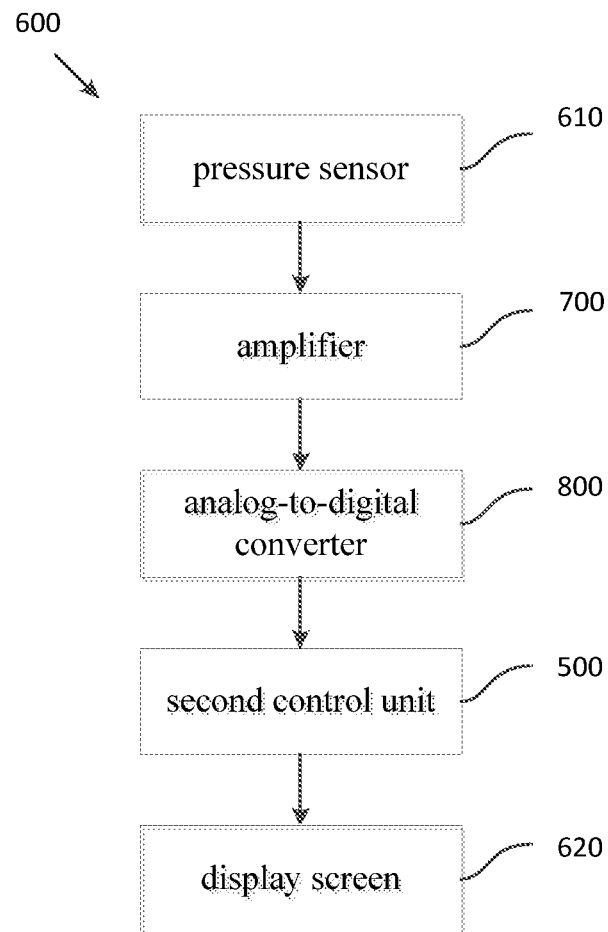 600
610
pressure sensor
700
amplifier
800
analog-to-digital
converter
500
second control unit
620
display screen